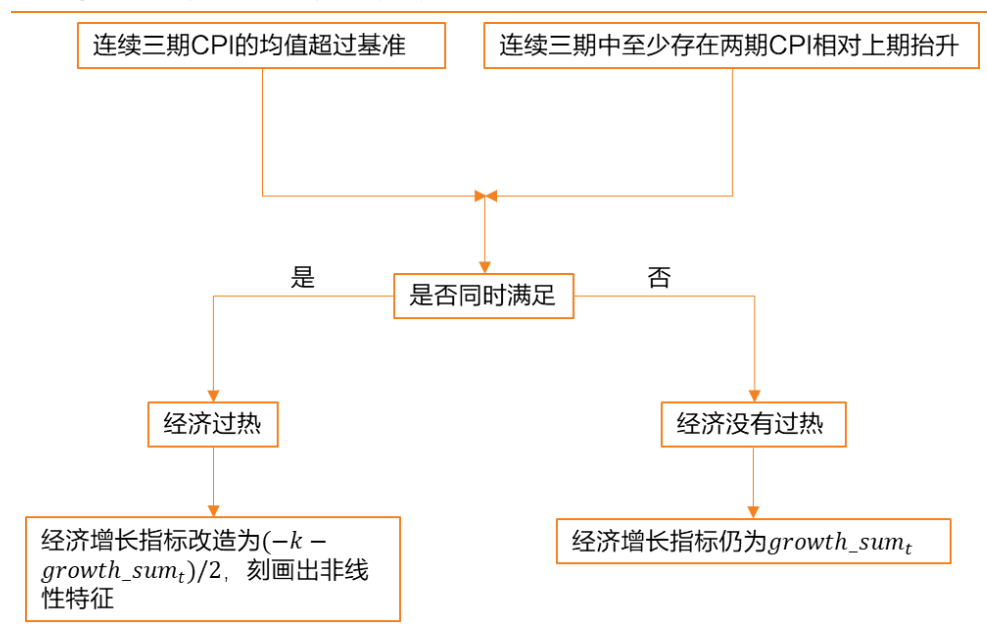 连续三期CPI的均值超过基准
连续三期中至少存在两期CPI相对上期抬升
是
否
是否同时满足
经济过热
经济没有过热
经济增长指标改造为(−k −
growth_sum_t)/2，刻画出非线
性特征
经济增长指标仍为growth_sum_t